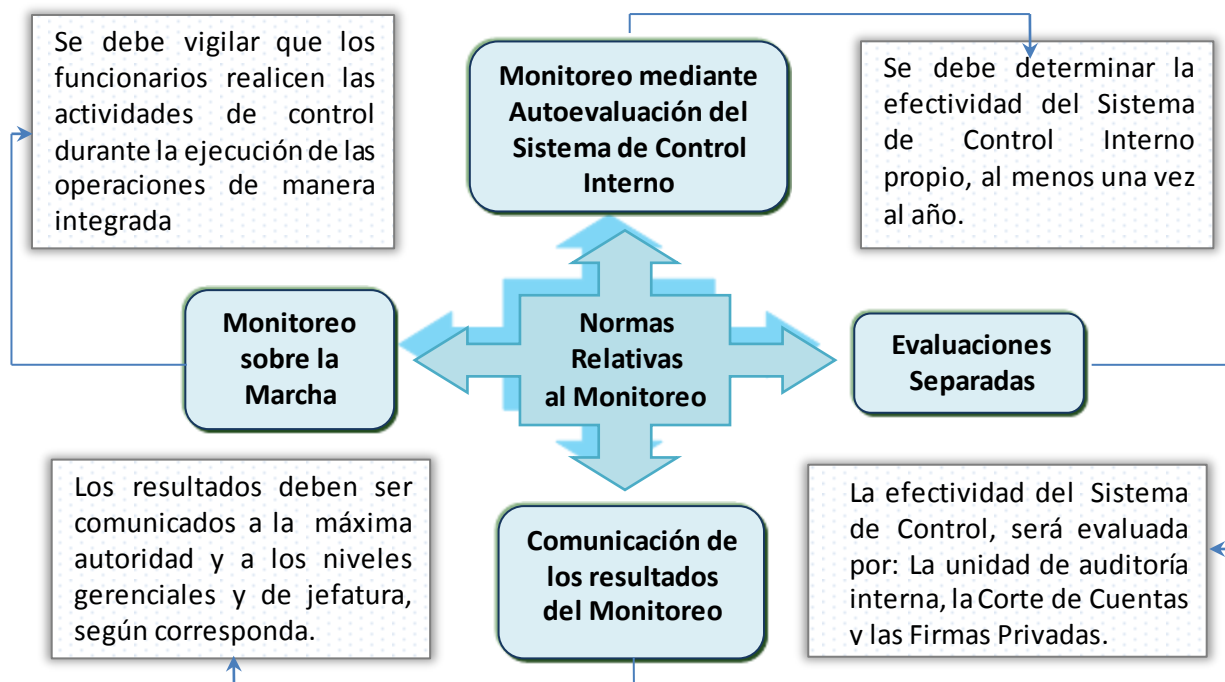 Se debe vigilar que los
funcionarios realicen las
actividades de control
durante la ejecución de las
operaciones de manera
integrada
Monitoreo mediante
Autoevaluación del
Sistema de Control
Interno
Se debe determinar la
efectividad del Sistema
de Control Interno
propio, al menos una vez
al año.
Monitoreo
sobre la
Marcha
Normas
Relativas
al Monitoreo
Evaluaciones
Separadas
Los resultados deben ser
comunicados a la máxima
autoridad y a los niveles
gerenciales y de jefatura,
según corresponda.
Comunicación de
los resultados
del Monitoreo
La efectividad del Sistema
de Control, será evaluada
por: La unidad de auditoría
interna, la Corte de Cuentas
y las Firmas Privadas.